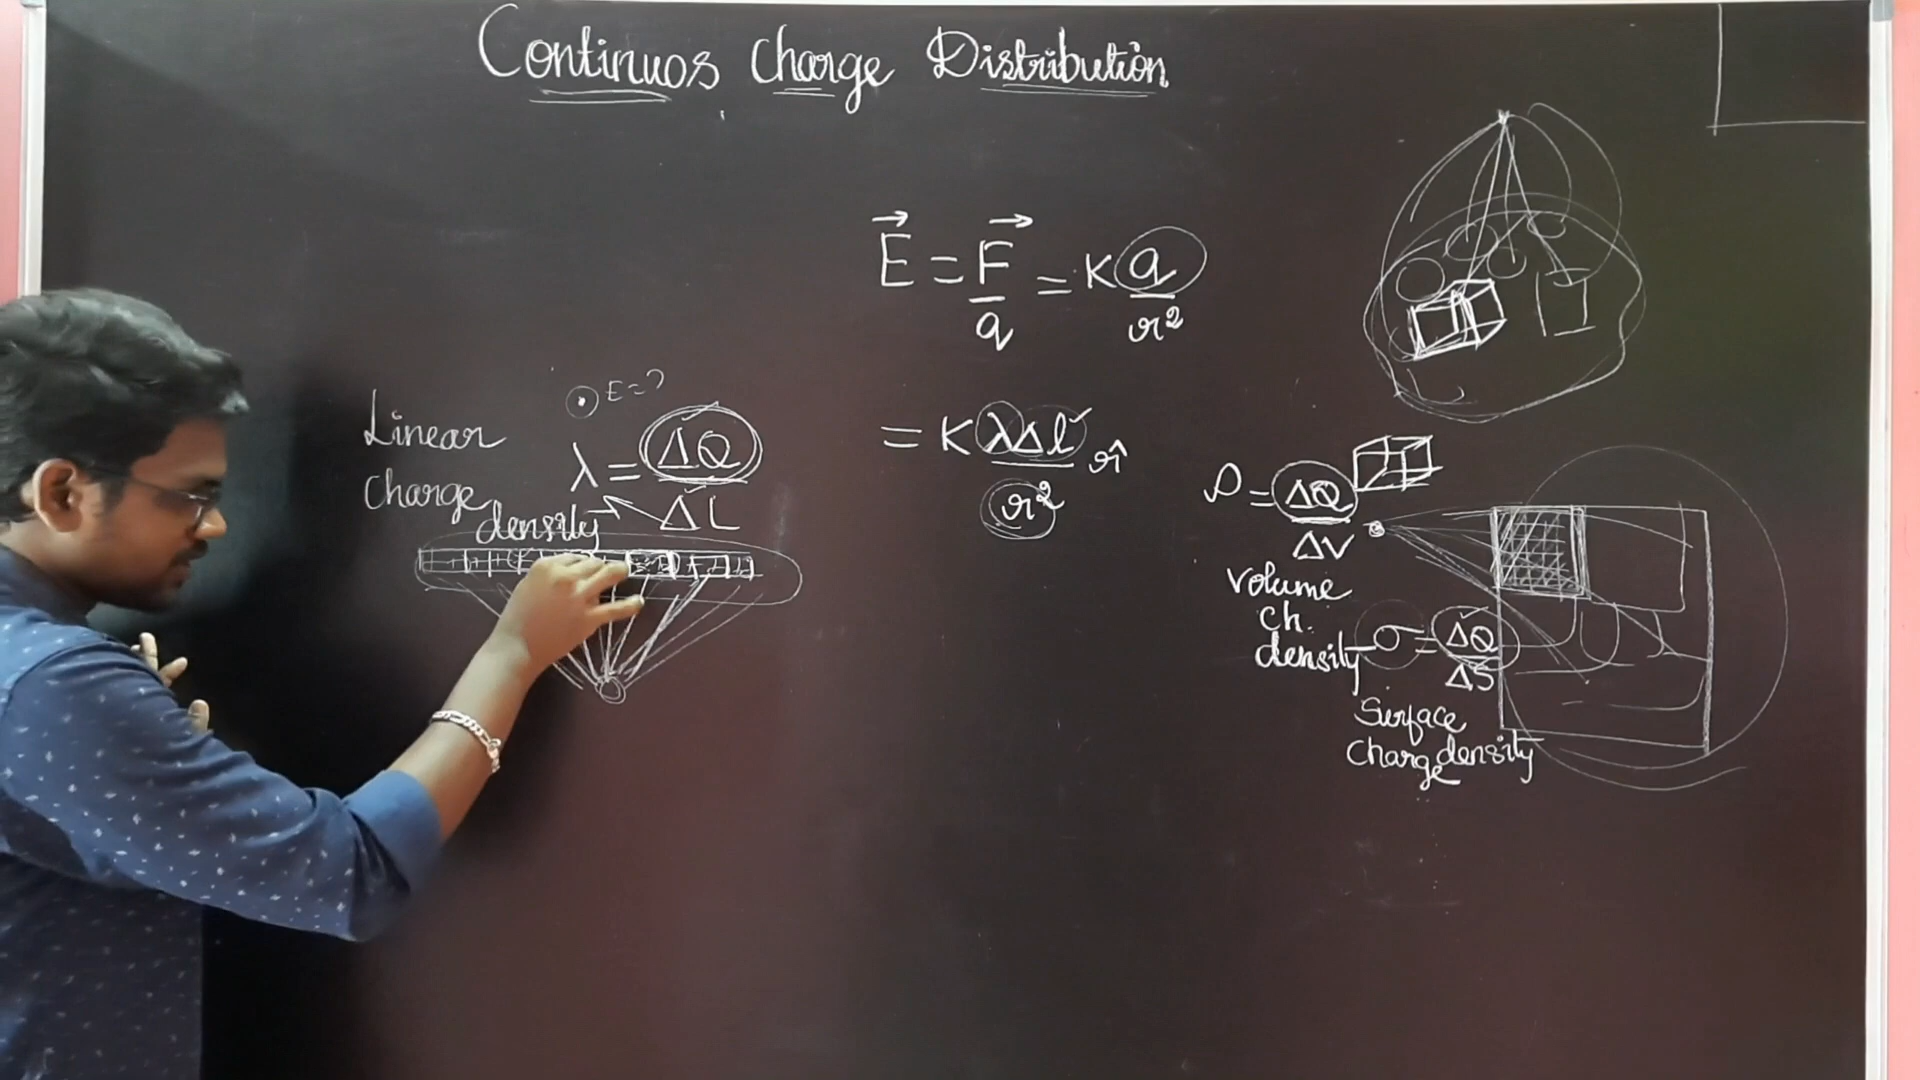 Continuos Charge Distribution
E = F/q = K q/r²
E = ?
Linear
Charge
density
λ = ΔQ/ΔL
= K λΔl/r² r̂
ρ = ΔQ/ΔV
Volume
Ch.
density
σ = ΔQ/ΔS
Surface
Charge density